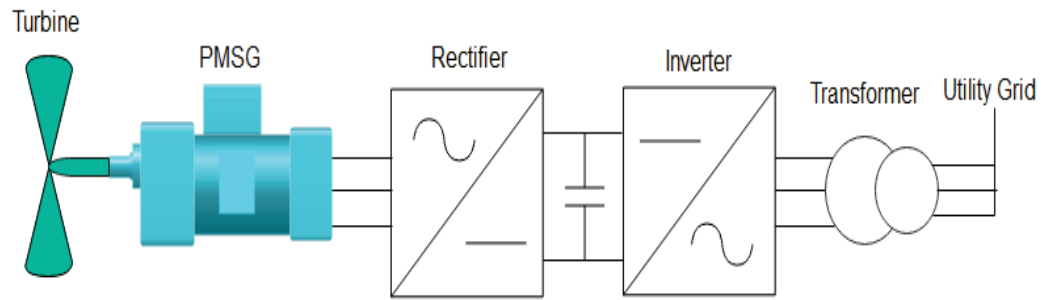 Turbine
PMSG
Rectifier
Inverter
Transformer
Utility Grid